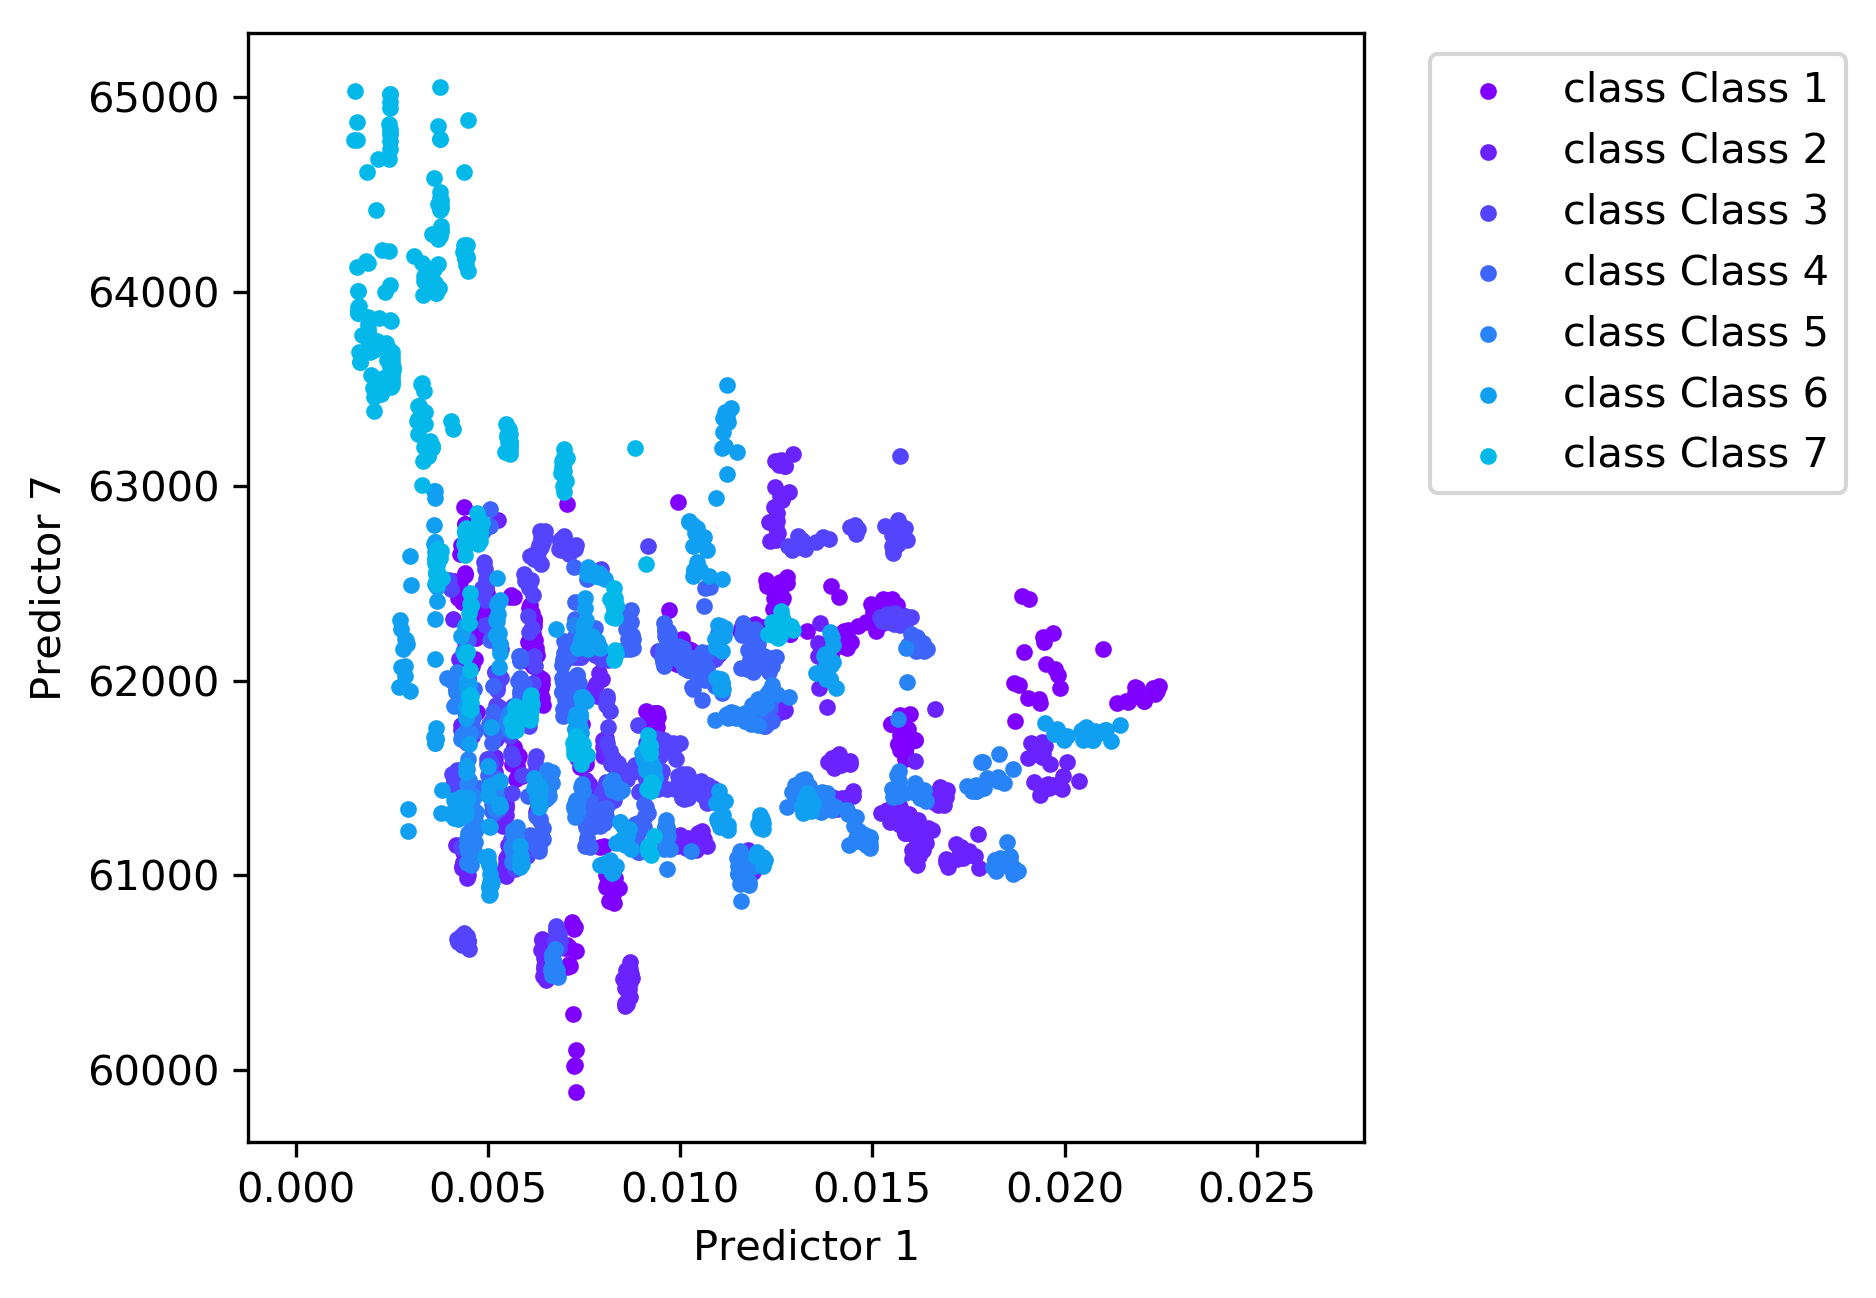 65000
64000
63000
62000
61000
60000
Predictor 7
0.000 0.005 0.010 0.015 0.020 0.025
Predictor 1
class Class 1
class Class 2
class Class 3
class Class 4
class Class 5
class Class 6
class Class 7